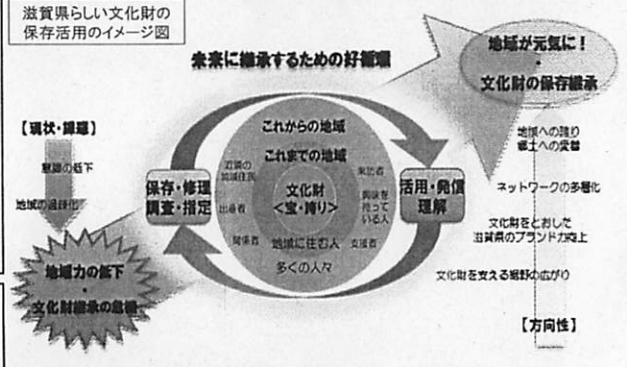 滋賀県らしい文化財の
保存活用のイメージ図
未来に継承するための好循環
地域が元気に！
・
文化財の保存継承
【現状・課題】
意識の低下
地域の過疎化
地域力の低下
・
文化財継承の危機
保存・修理
調査・指定
これからの地域
これまでの地域
近隣の
地域住民
来訪者
文化財
＜宝・誇り＞
出身者
興味を
持って
いる人
関係者
地域に住む人
支援者
多くの人々
活用・発信
理解
地域への誇り
郷土への愛着
ネットワークの多層化
文化財をとおした
滋賀県のブランド力向上
文化財を支える裾野の広がり
【方向性】